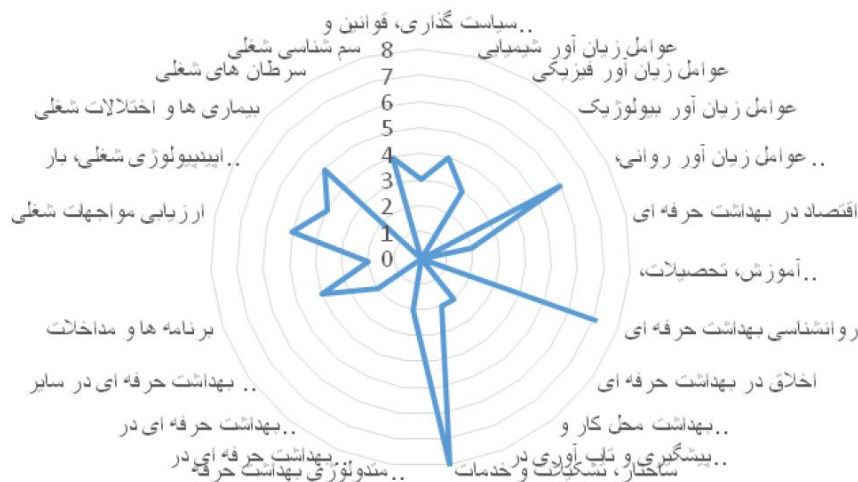 سیاست گذاری، قوانین و..
عوامل زیان آور شیمیایی
عوامل زیان آور فیزیکی
عوامل زیان آور بیولوژیک
عوامل زیان آور روانی،..
اقتصاد در بهداشت حرفه ای
آموزش، تحصیلات،..
روانشناسی بهداشت حرفه ای
اخلاق در بهداشت حرفه ای
بهداشت محل کار و..
پیشگیری و تاب آوری در..
ساختار، تشکیلات و خدمات
متدولوژی بهداشت حرفه..
بهداشت حرفه ای در..
بهداشت حرفه ای در..
بهداشت حرفه ای در سایر..
برنامه ها و مداخلات
ارزیابی مواجهات شغلی
اپیدمیولوژی شغلی، بار..
بیماری ها و اختلالات شغلی
سرطان های شغلی
سم شناسی شغلی
8
7
6
5
4
3
2
1
0